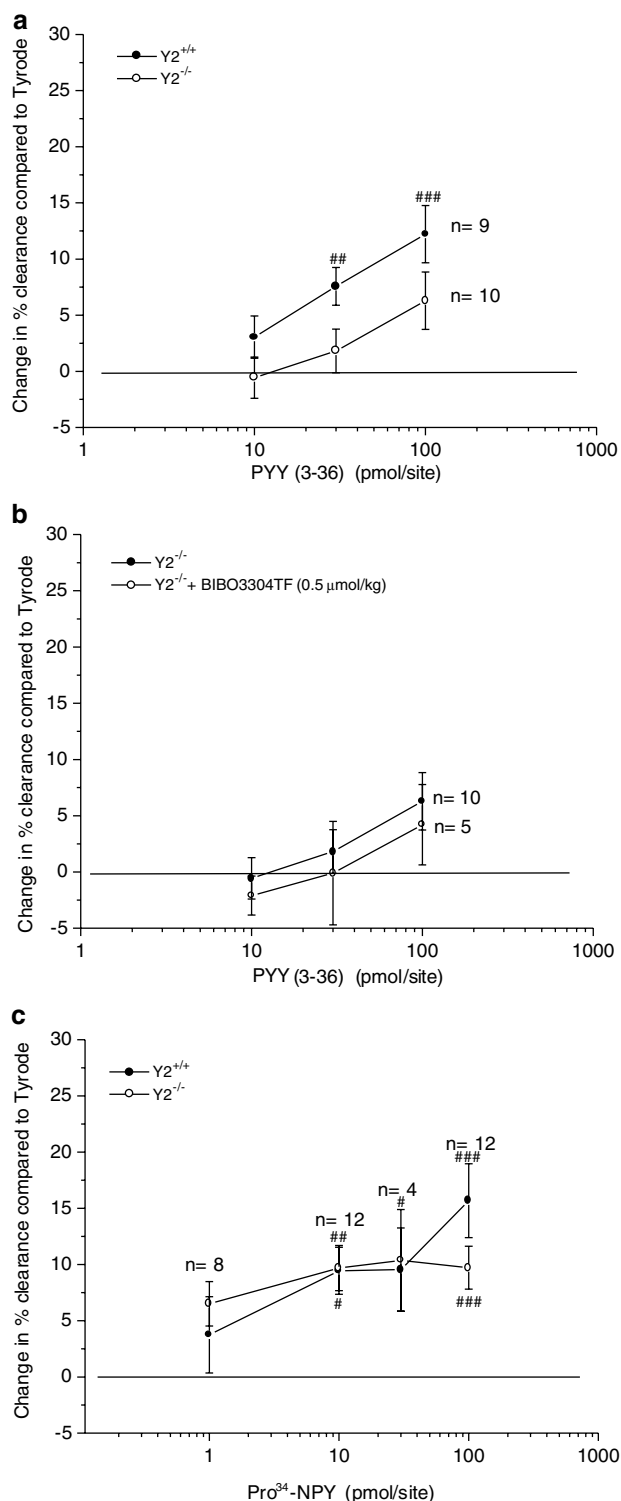 a
Y2+/+
Y2-/-
Change in % clearance compared to Tyrode
30
25
20
15
10
5
0
-5
##
###
n= 9
n= 10
1
10
100
1000
PYY (3-36) (pmol/site)
b
Y2-/-
Y2-/-+ BIBO3304TF (0.5 μmol/kg)
Change in % clearance compared to Tyrode
30
25
20
15
10
5
0
-5
n= 10
n= 5
1
10
100
1000
PYY (3-36) (pmol/site)
c
Y2+/+
Y2-/-
Change in % clearance compared to Tyrode
30
25
20
15
10
5
0
-5
n= 8
n= 12
##
#
n= 4
#
n= 12
###
###
1
10
100
1000
Pro34-NPY (pmol/site)